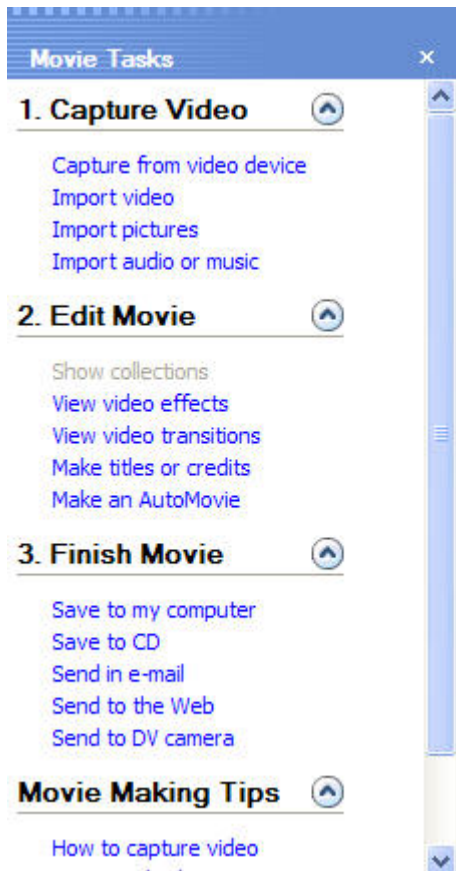 Movie Tasks
1. Capture Video
Capture from video device
Import video
Import pictures
Import audio or music
2. Edit Movie
Show collections
View video effects
View video transitions
Make titles or credits
Make an AutoMovie
3. Finish Movie
Save to my computer
Save to CD
Send in e-mail
Send to the Web
Send to DV camera
Movie Making Tips
How to capture video